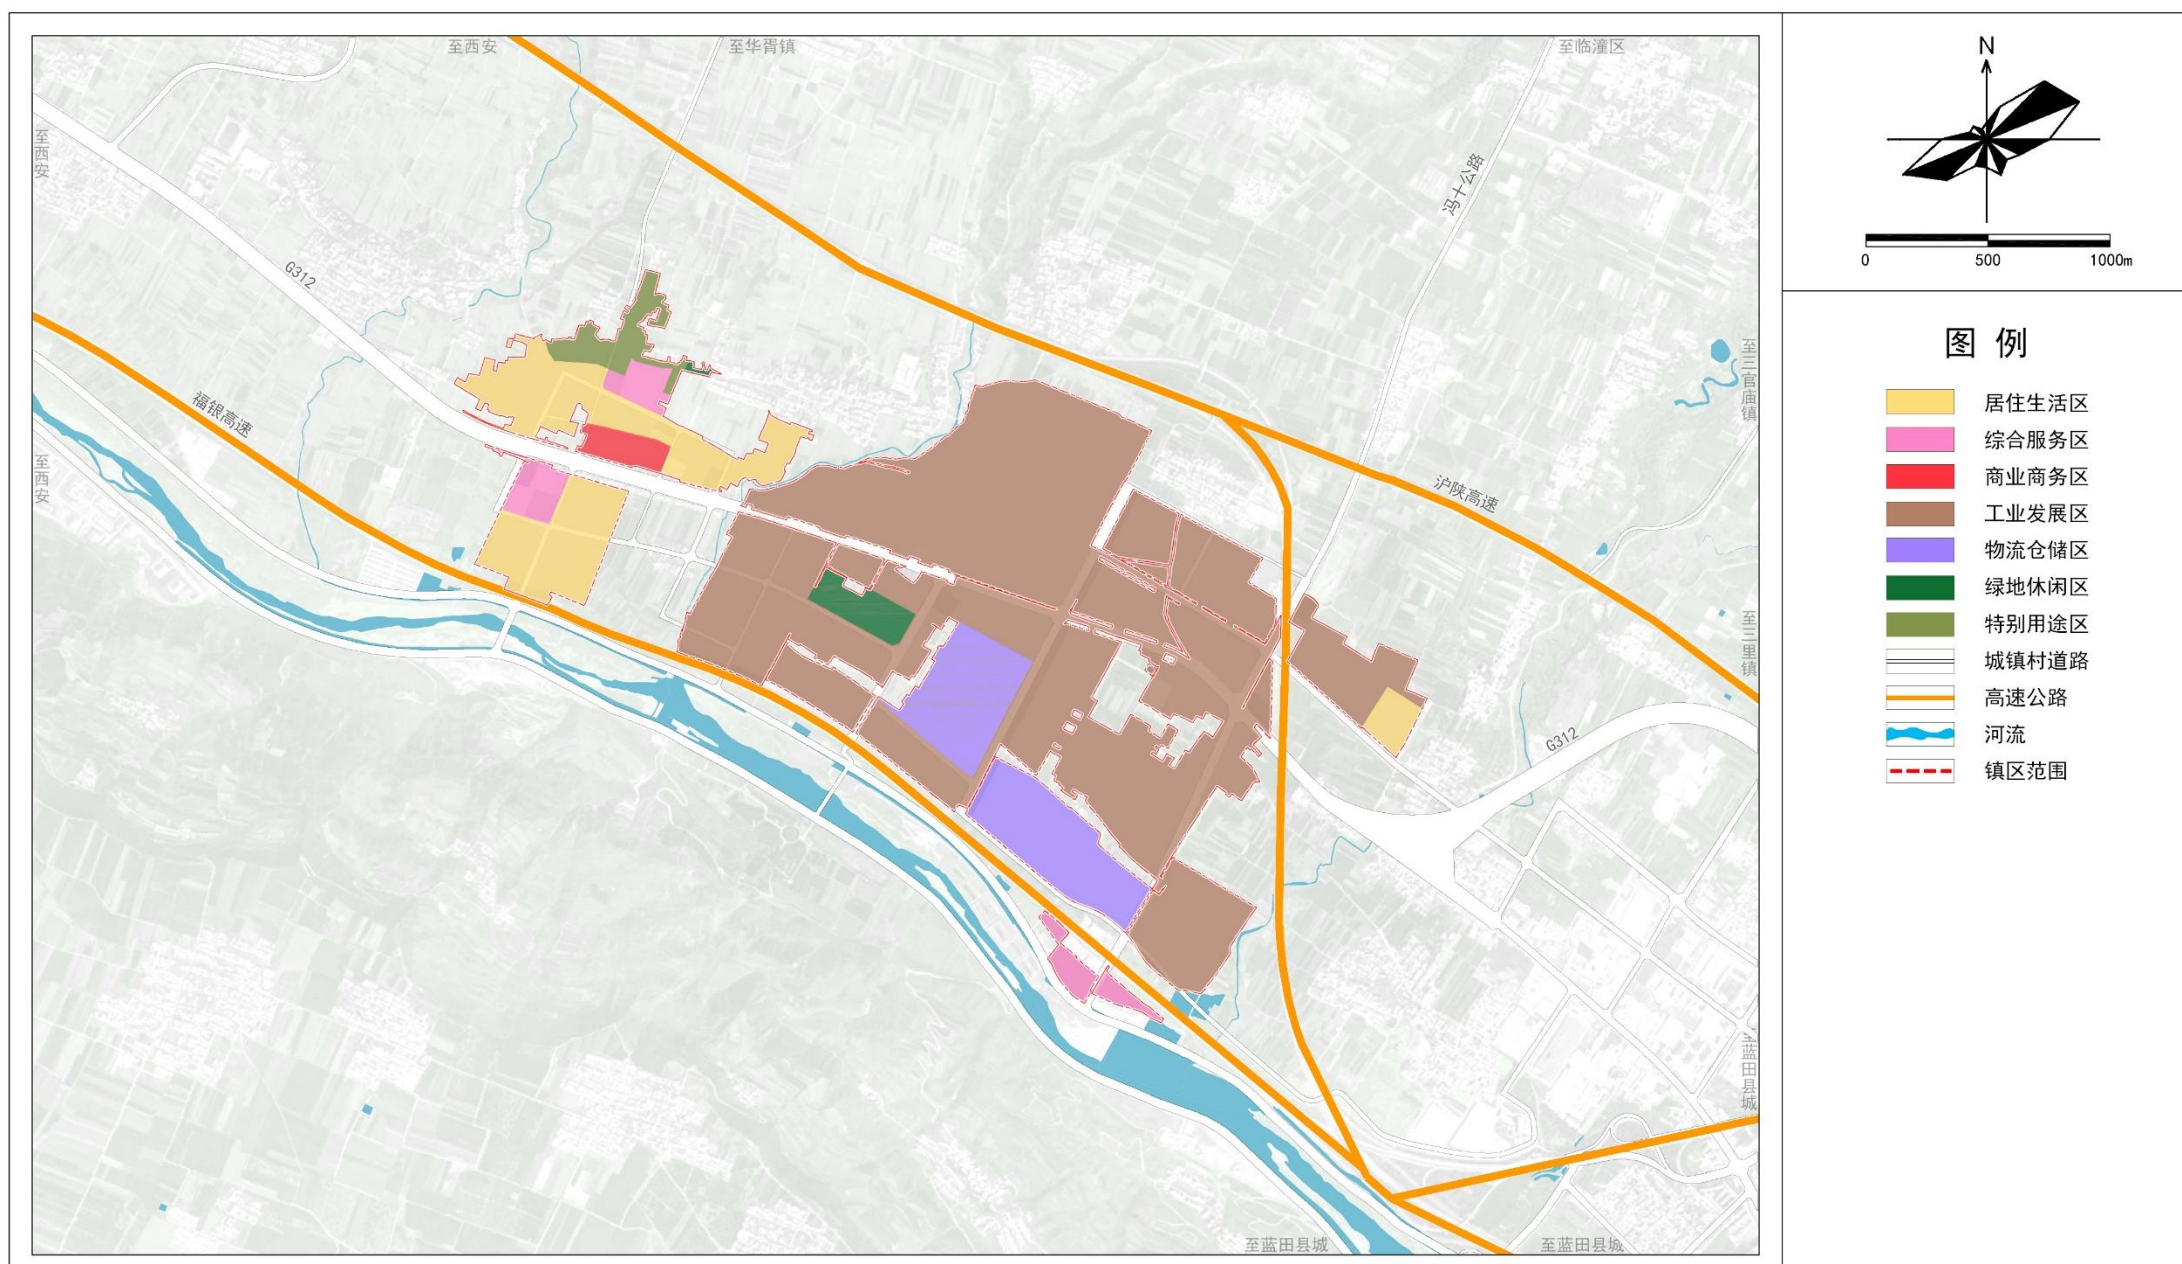 至西安
至华胥镇
至临潼区
至西安
G312
冯十公路
福银高速
至西安
沪陕高速
至三官庙镇
至三里镇
G312
至蓝田县城
至蓝田县城
至蓝田县城
N
0 500 1000m
图例
居住生活区
综合服务区
商业商务区
工业发展区
物流仓储区
绿地休闲区
特别用途区
城镇村道路
高速公路
河流
镇区范围